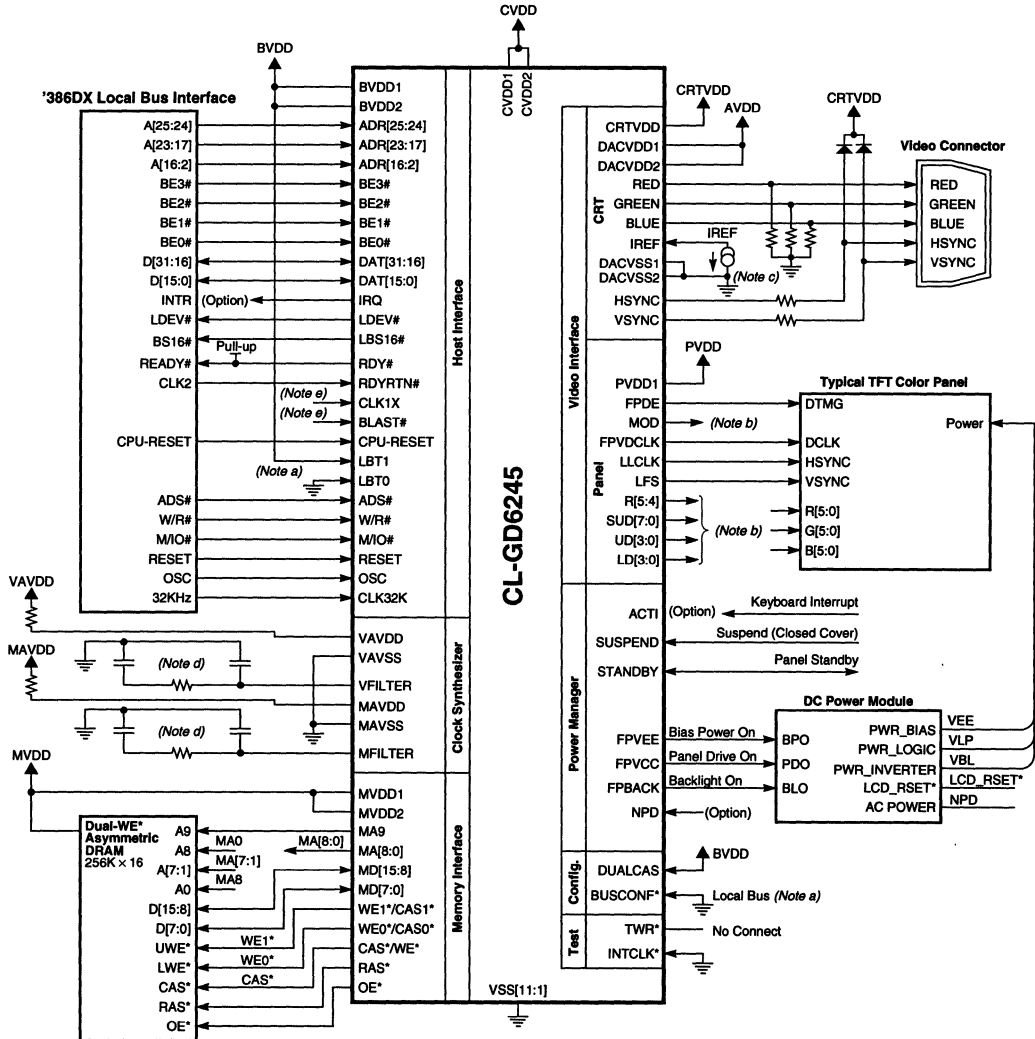 CVDD
BVDD
CVDD1
CVDD2
'386DX Local Bus Interface
A[25:24]
A[23:17]
A[16:2]
BE3#
BE2#
BE1#
BE0#
D[31:16]
D[15:0]
INTR
(Option)
LDEV#
BS16#
Pull-up
READY#
CLK2
(Note e)
(Note e)
CPU-RESET
(Note a)
ADS#
W/R#
M/IO#
RESET
OSC
32KHz
BVDD1
BVDD2
ADR[25:24]
ADR[23:17]
ADR[16:2]
BE3#
BE2#
BE1#
BE0#
DAT[31:16]
DAT[15:0]
IRQ
LDEV#
LBS16#
RDY#
RDYRTN#
CLK1X
BLAST#
CPU-RESET
LBT1
LBT0
ADS#
W/R#
M/IO#
RESET
OSC
CLK32K
Host Interface
VAVDD
MAVDD
(Note d)
(Note d)
VAVDD
VAVSS
VFILTER
MAVDD
MAVSS
MFILTER
Clock Synthesizer
MVDD
Dual-WE*
Asymmetric
DRAM
256K × 16
A9
A8
A[7:1]
A0
D[15:8]
D[7:0]
UWE*
LWE*
CAS*
RAS*
OE*
MA0
MA[7:1]
MA8
MA[8:0]
WE1*
WE0*
CAS*
MVDD1
MVDD2
MA9
MA[8:0]
MD[15:8]
MD[7:0]
WE1*/CAS1*
WE0*/CAS0*
CAS*/WE*
RAS*
OE*
Memory Interface
CL-GD6245
VSS[11:1]
Video Interface
CRT
CRTVDD
DACVDD1
DACVDD2
RED
GREEN
BLUE
IREF
DACVSS1
DACVSS2
HSYNC
VSYNC
CRTVDD
AVDD
CRTVDD
IREF
(Note c)
Video Connector
RED
GREEN
BLUE
HSYNC
VSYNC
Panel
PVDD1
FPDE
MOD
FPVDCLK
LLCLK
LFS
R[5:4]
SUD[7:0]
UD[3:0]
LD[3:0]
PVDD
(Note b)
(Note b)
Typical TFT Color Panel
DTMG
Power
DCLK
HSYNC
VSYNC
R[5:0]
G[5:0]
B[5:0]
Power Manager
ACTI
SUSPEND
STANDBY
FPVEE
FPVCC
FPBACK
NPD
(Option)
Keyboard Interrupt
Suspend (Closed Cover)
Panel Standby
Bias Power On
Panel Drive On
Backlight On
(Option)
DC Power Module
BPO
PDO
BLO
PWR_BIAS
PWR_LOGIC
PWR_INVERTER
LCD_RSET*
AC POWER
VEE
VLP
VBL
LCD_RSET*
NPD
Config.
DUALCAS
BUSCONF*
BVDD
Local Bus (Note a)
Test
TWR*
INTCLK*
No Connect